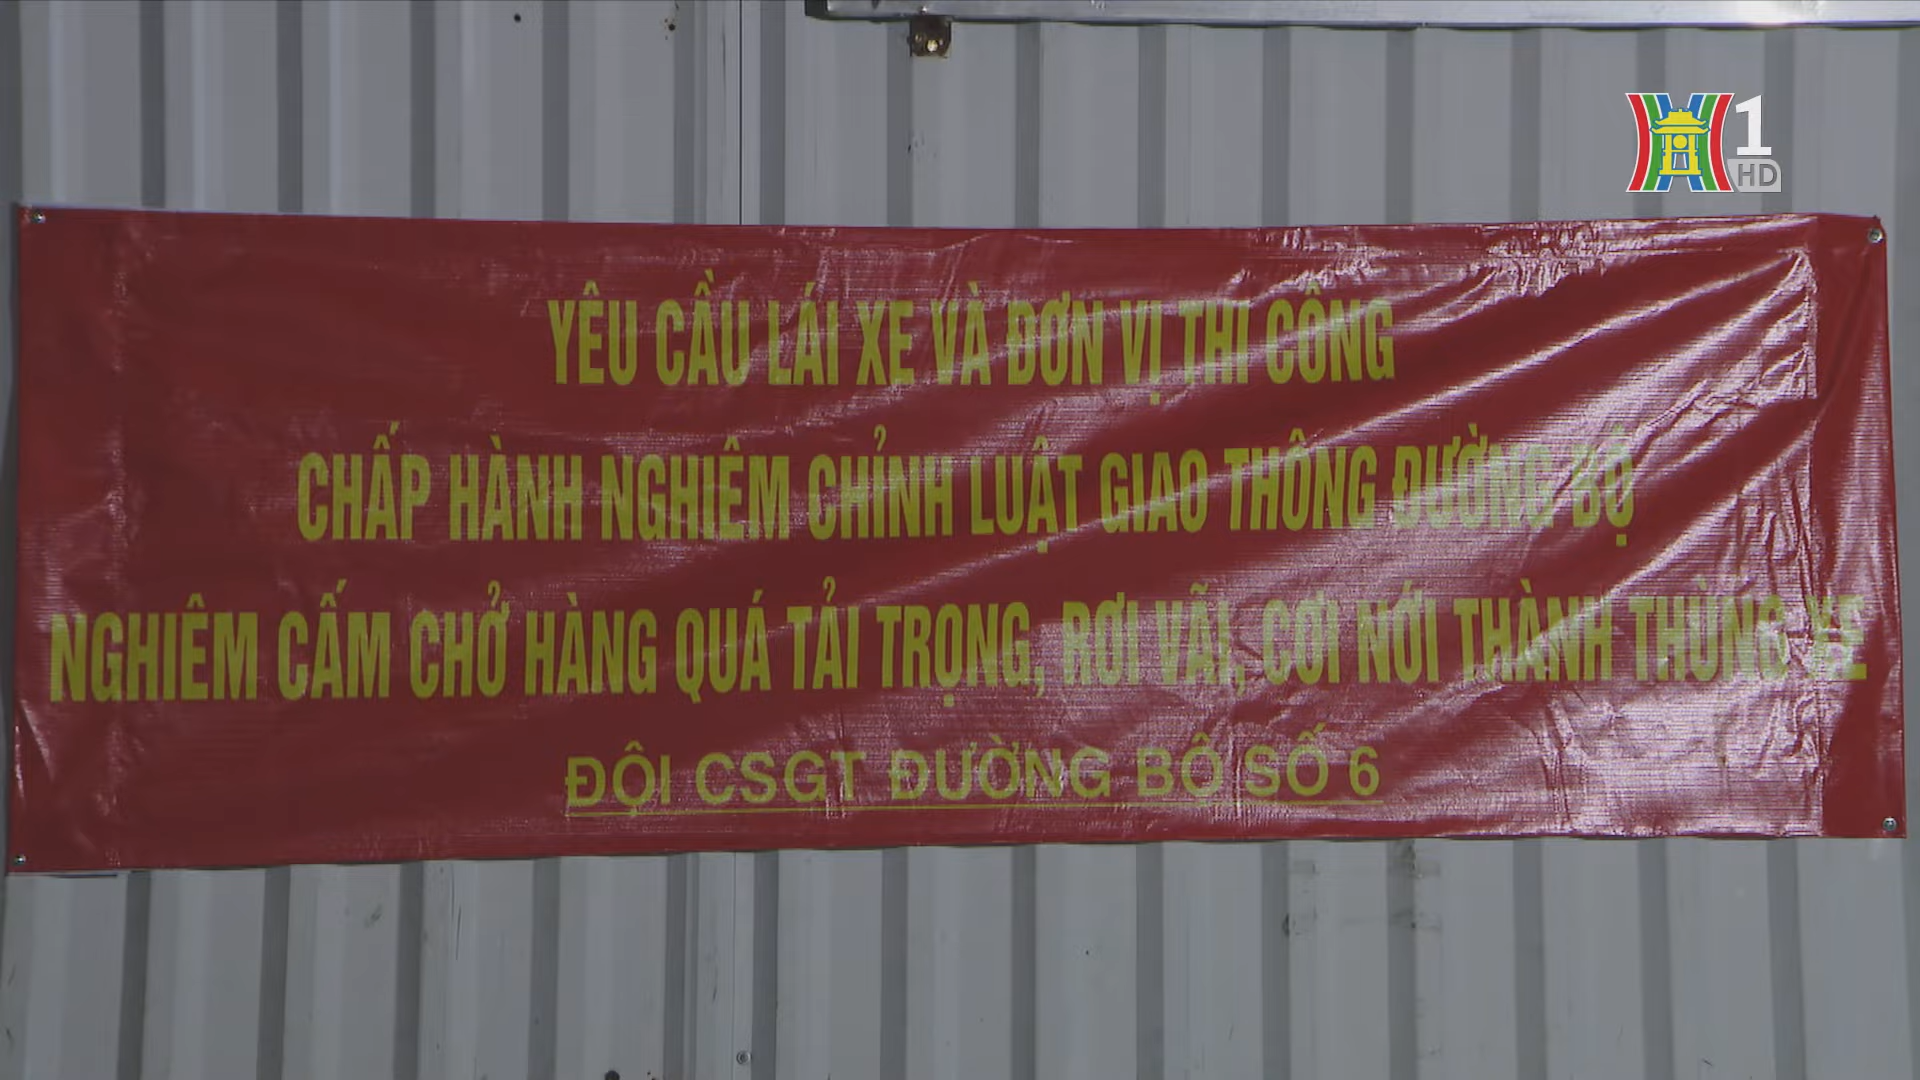 1
HD
YÊU CẦU LÁI XE VÀ ĐƠN VỊ THI CÔNG
CHẤP HÀNH NGHIÊM CHỈNH LUẬT GIAO THÔNG ĐƯỜNG BỘ
NGHIÊM CẤM CHỞ HÀNG QUÁ TẢI TRỌNG, RƠI VÃI, CƠI NỚI THÀNH THÙNG XE
ĐỘI CSGT ĐƯỜNG BỘ SỐ 6